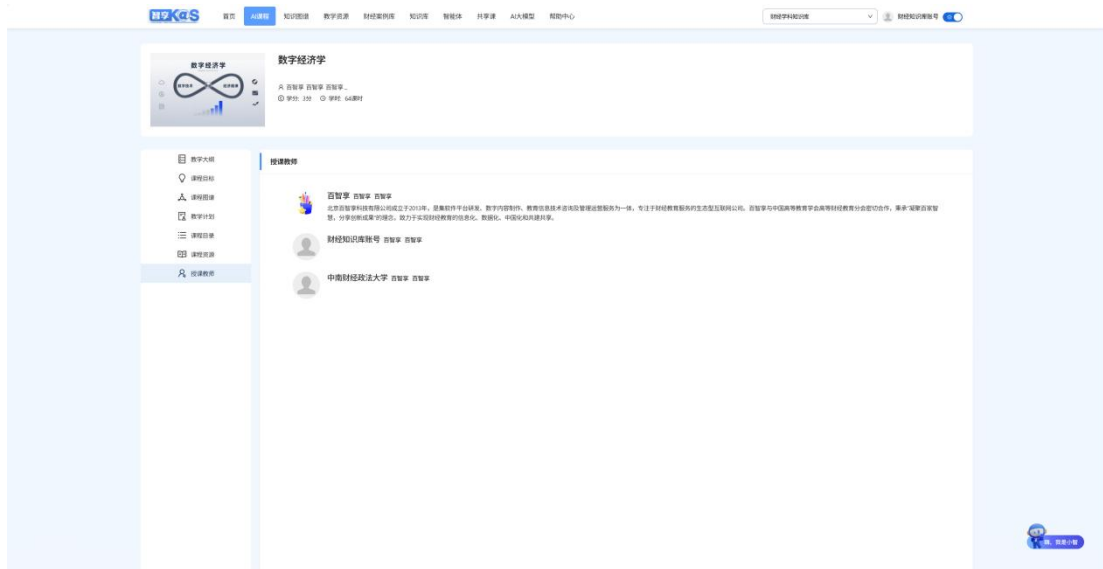 智享KaS
首页 AI课程 知识图谱 教学资源 财经案例库 知识库 智能体 共享课 AI大模型 帮助中心
财经学科知识库
财经知识库账号
数字经济学
数字经济学
百智享 百智享 百智享...
学分: 3分 学时: 64课时
教学大纲
课程目标
课程图谱
教学计划
课程目录
课程资源
授课教师
授课教师
百智享 百智享 百智享
北京百智享科技有限公司成立于2013年，是集软件平台研发、数字内容制作、教育信息技术咨询及管理运营服务为一体，专注于财经教育服务的生态型互联网公司。百智享与中国高等教育学会高等财经教育分会密切合作，秉承“凝聚百家智
慧，分享创新成果”的理念，致力于实现财经教育的信息化、数据化、中国化和共建共享。
财经知识库账号 百智享 百智享
中南财经政法大学 百智享 百智享
嗨，我是小智